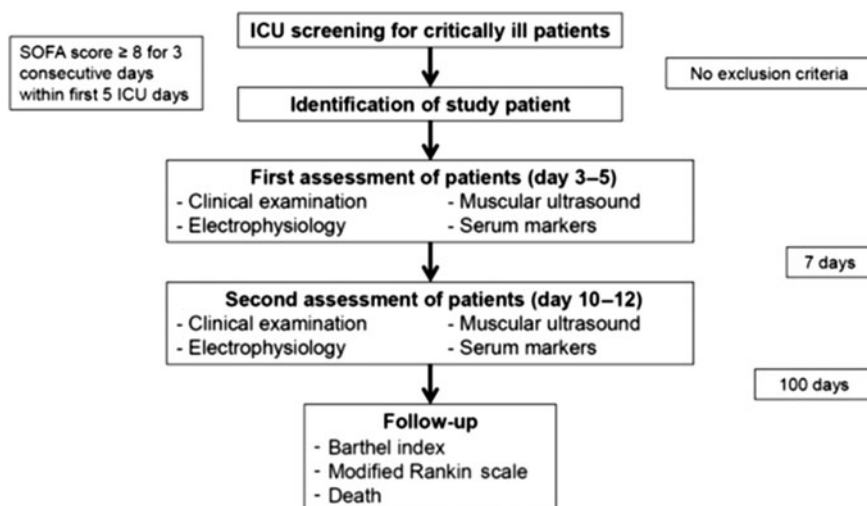 ICU screening for critically ill patients
SOFA score ≥ 8 for 3
consecutive days
within first 5 ICU days
No exclusion criteria
Identification of study patient
First assessment of patients (day 3–5)
- Clinical examination - Muscular ultrasound
- Electrophysiology - Serum markers
7 days
Second assessment of patients (day 10–12)
- Clinical examination - Muscular ultrasound
- Electrophysiology - Serum markers
100 days
Follow-up
- Barthel index
- Modified Rankin scale
- Death